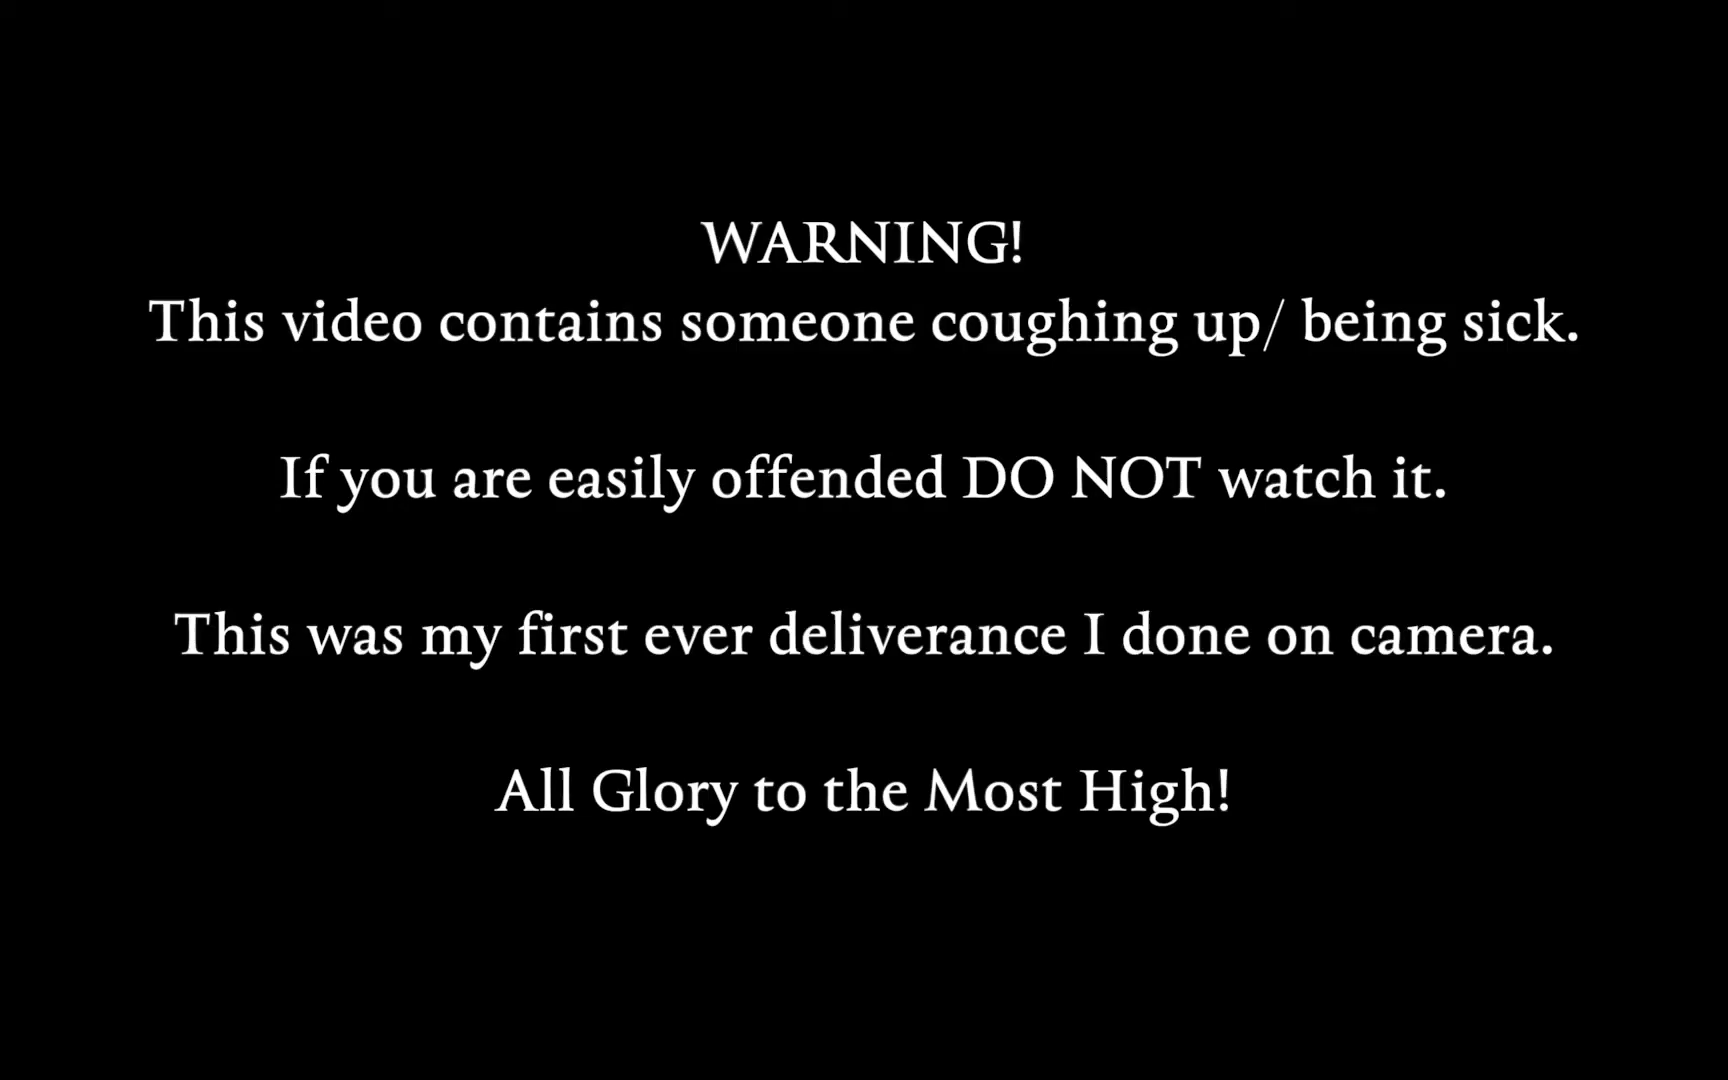 WARNING!
This video contains someone coughing up/ being sick.
If you are easily offended DO NOT watch it.
This was my first ever deliverance I done on camera.
All Glory to the Most High!